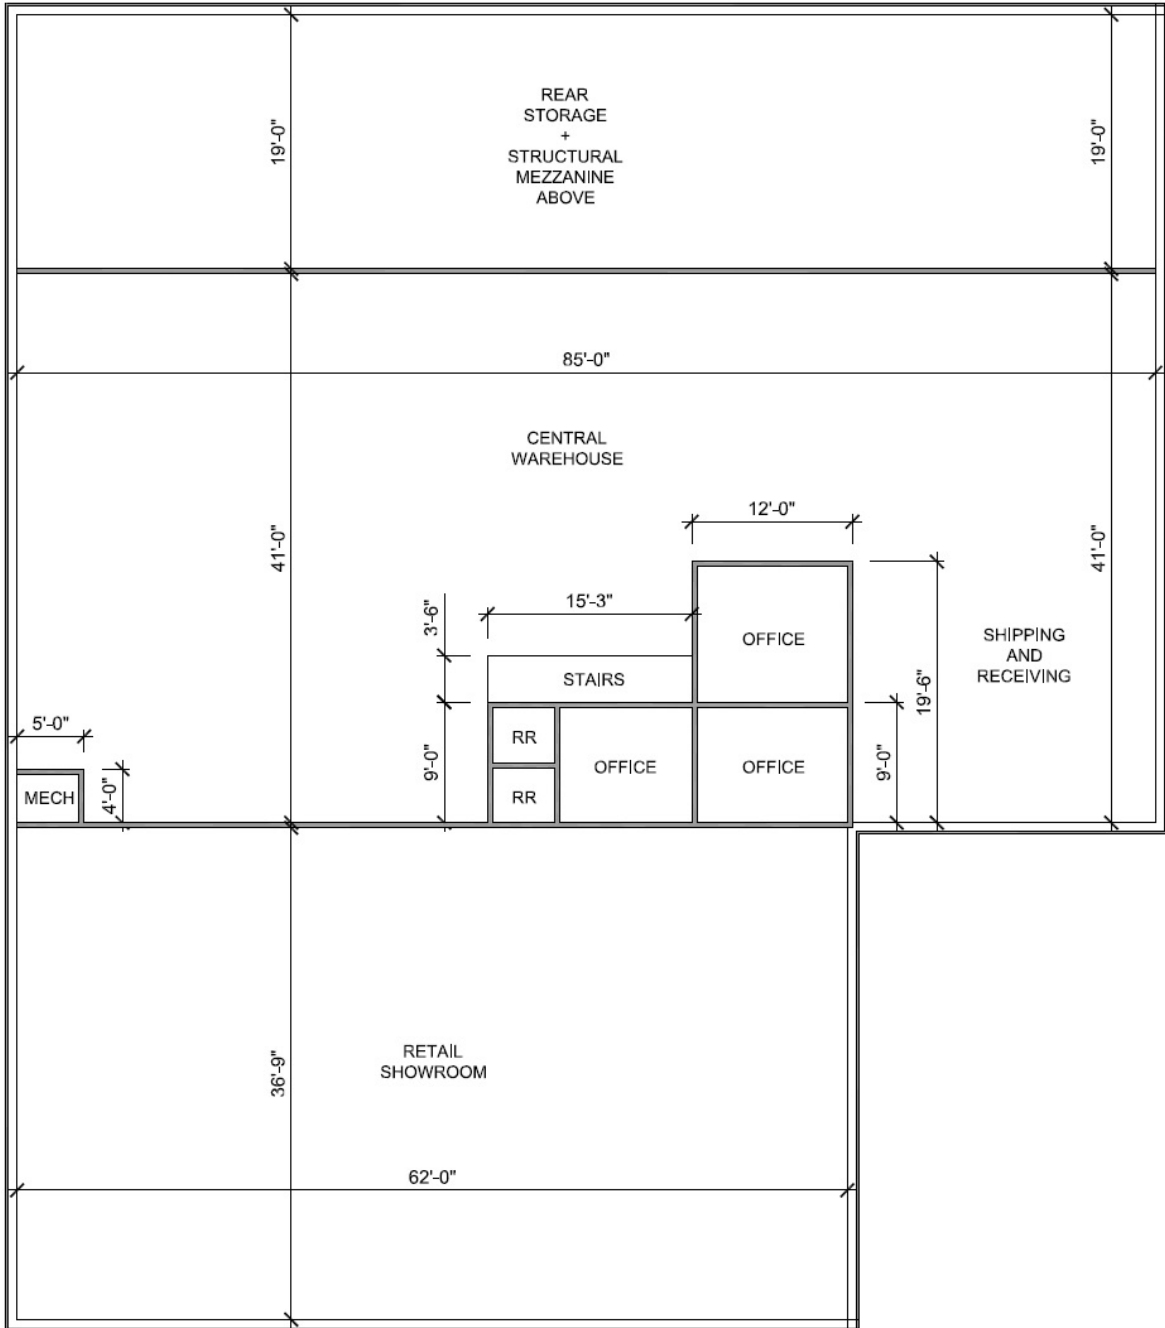 REAR
STORAGE
+
STRUCTURAL
MEZZANINE
ABOVE
19'-0"
19'-0"
85'-0"
CENTRAL
WAREHOUSE
12'-0"
41'-0"
41'-0"
15'-3"
3'-6"
OFFICE
SHIPPING
AND
RECEIVING
STAIRS
19'-6"
5'-0"
RR
9'-0"
OFFICE
OFFICE
9'-0"
MECH
4'-0"
RR
RETAIL
SHOWROOM
36'-9"
62'-0"